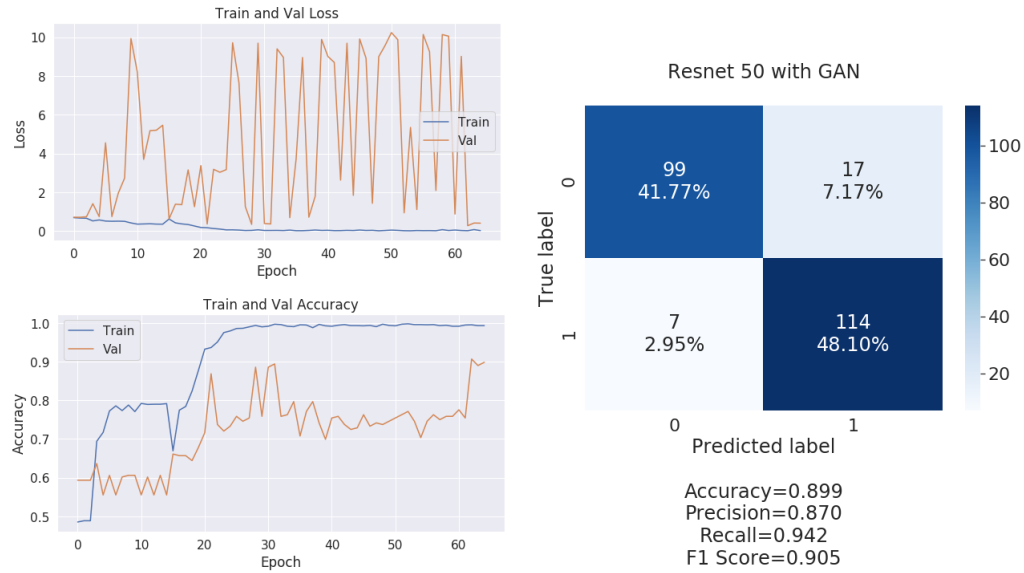 Train and Val Loss
10
8
6
4
2
0
Loss
Train
Val
0
10
20
30
40
50
60
Epoch
Train and Val Accuracy
1.0
0.9
0.8
0.7
0.6
0.5
Accuracy
Train
Val
0
10
20
30
40
50
60
Epoch
Resnet 50 with GAN
0
1
True label
99
41.77%
17
7.17%
7
2.95%
114
48.10%
0
1
Predicted label
100
80
60
40
20
Accuracy=0.899
Precision=0.870
Recall=0.942
F1 Score=0.905